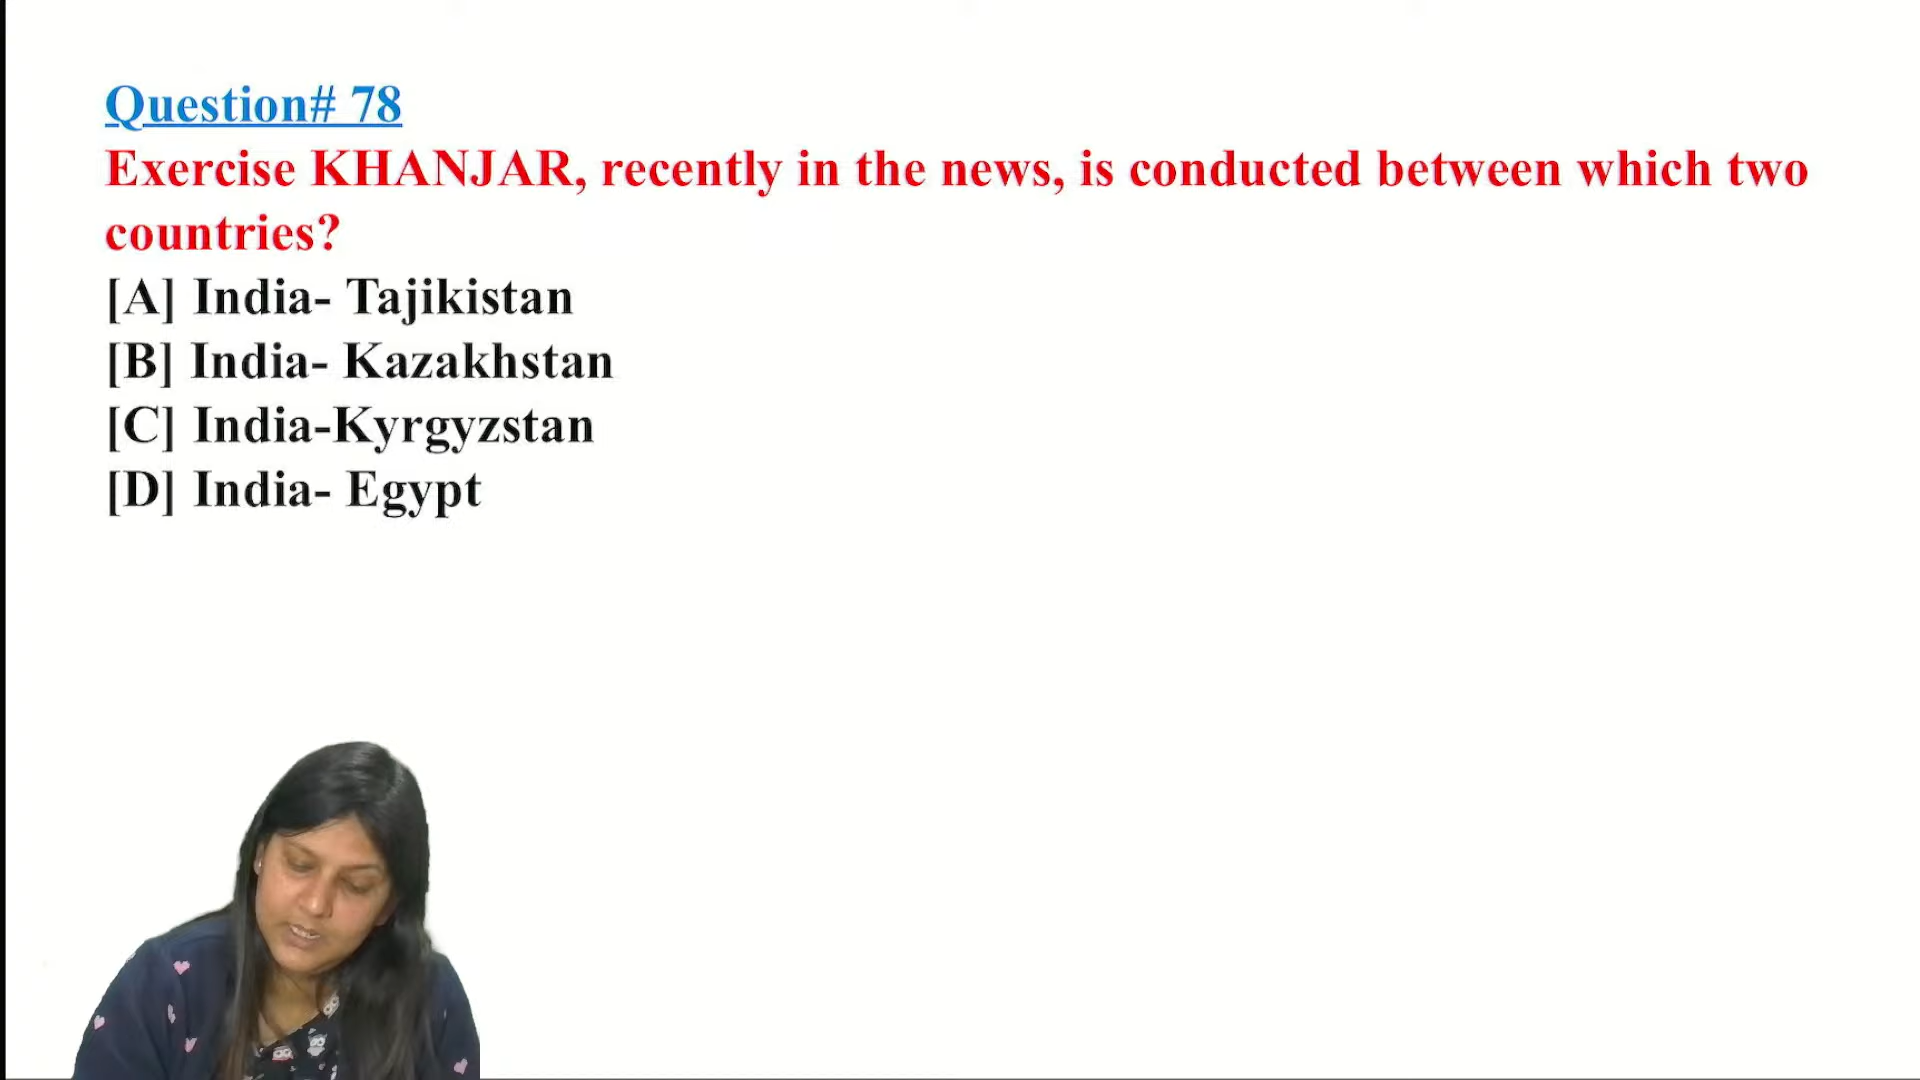 Question# 78
Exercise KHANJAR, recently in the news, is conducted between which two
countries?
[A] India- Tajikistan
[B] India- Kazakhstan
[C] India-Kyrgyzstan
[D] India- Egypt